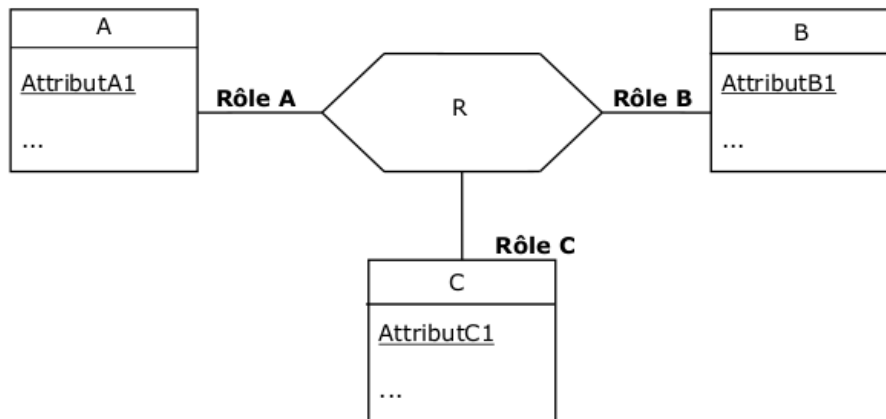 A
AttributA1
...
Rôle A
R
Rôle B
B
AttributB1
...
Rôle C
C
AttributC1
...